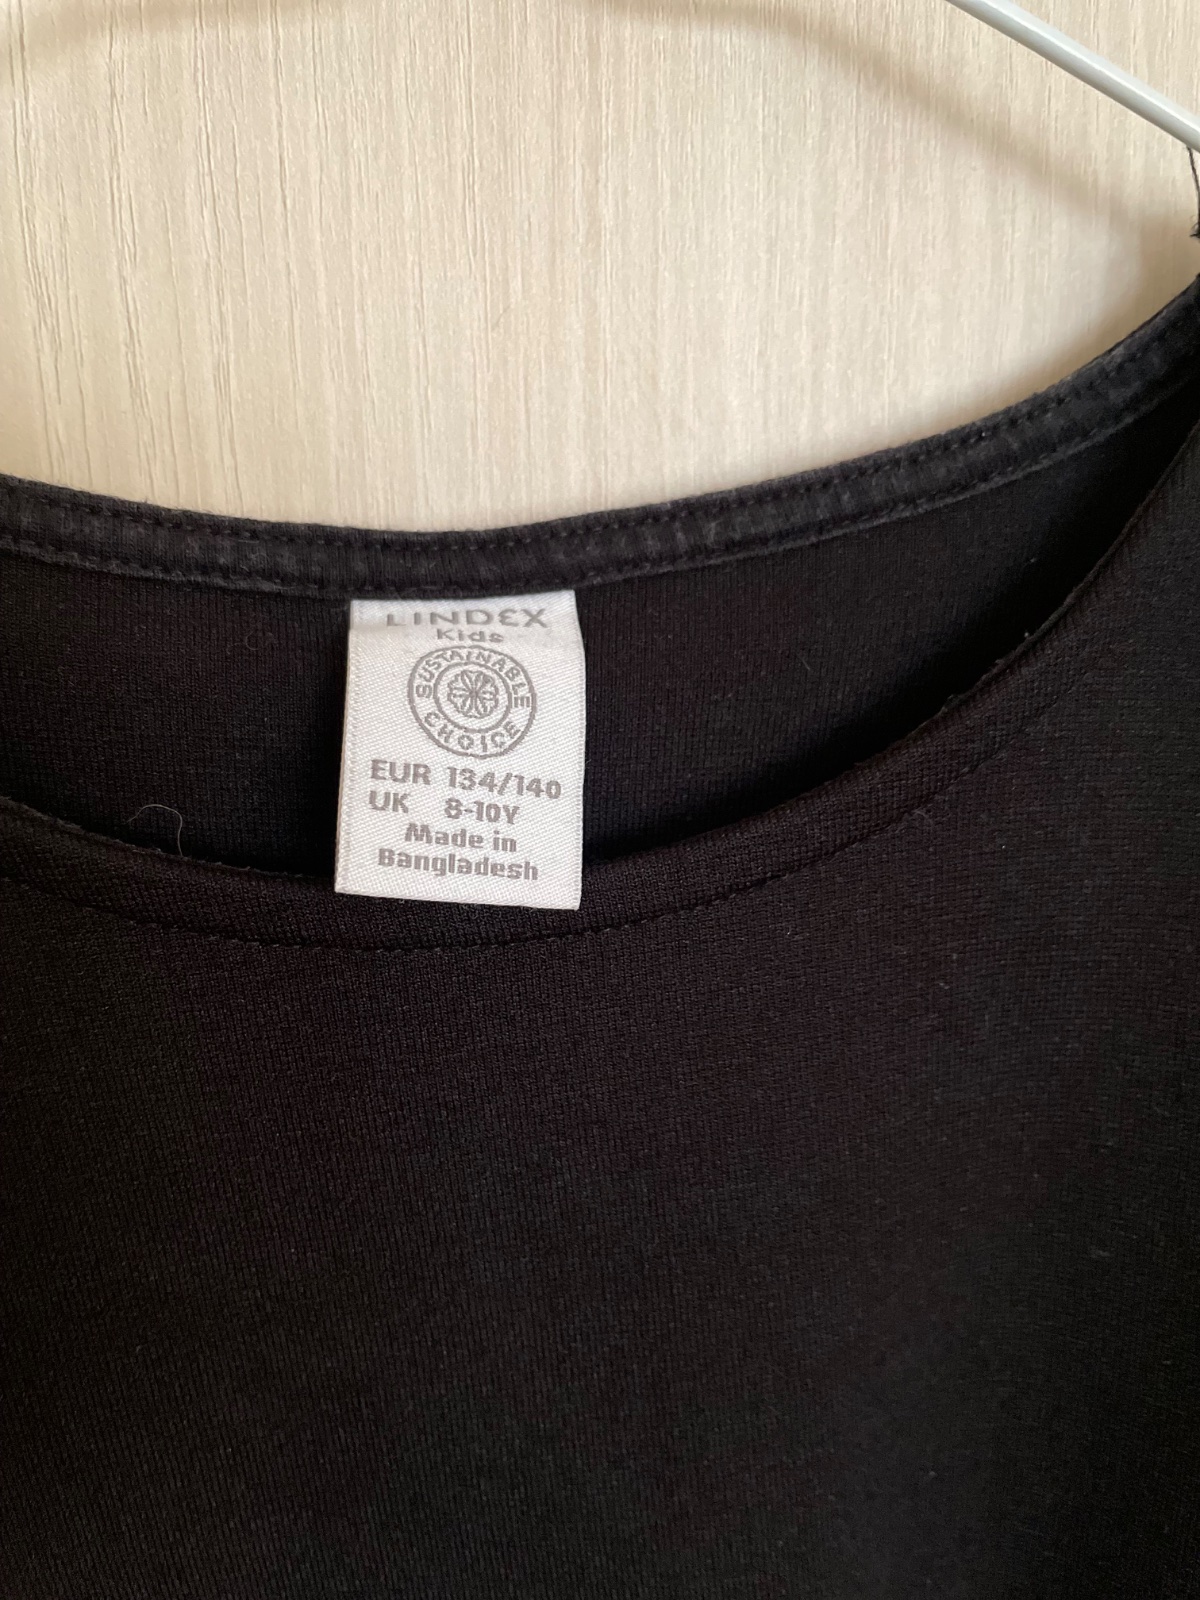 LINDEX
Kids
SUSTAINABLE
CHOICE
EUR 134/140
UK 8-10Y
Made in
Bangladesh